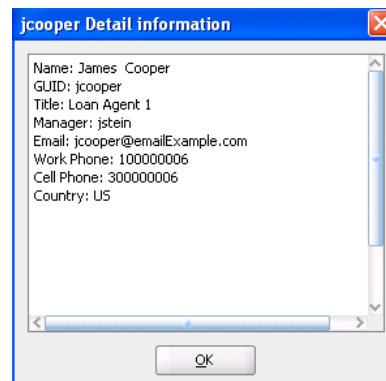 jcooper Detail information
Name: James  Cooper
GUID: jcooper
Title: Loan Agent 1
Manager: jstein
Email: jcooper@emailExample.com
Work Phone: 100000006
Cell Phone: 300000006
Country: US
OK